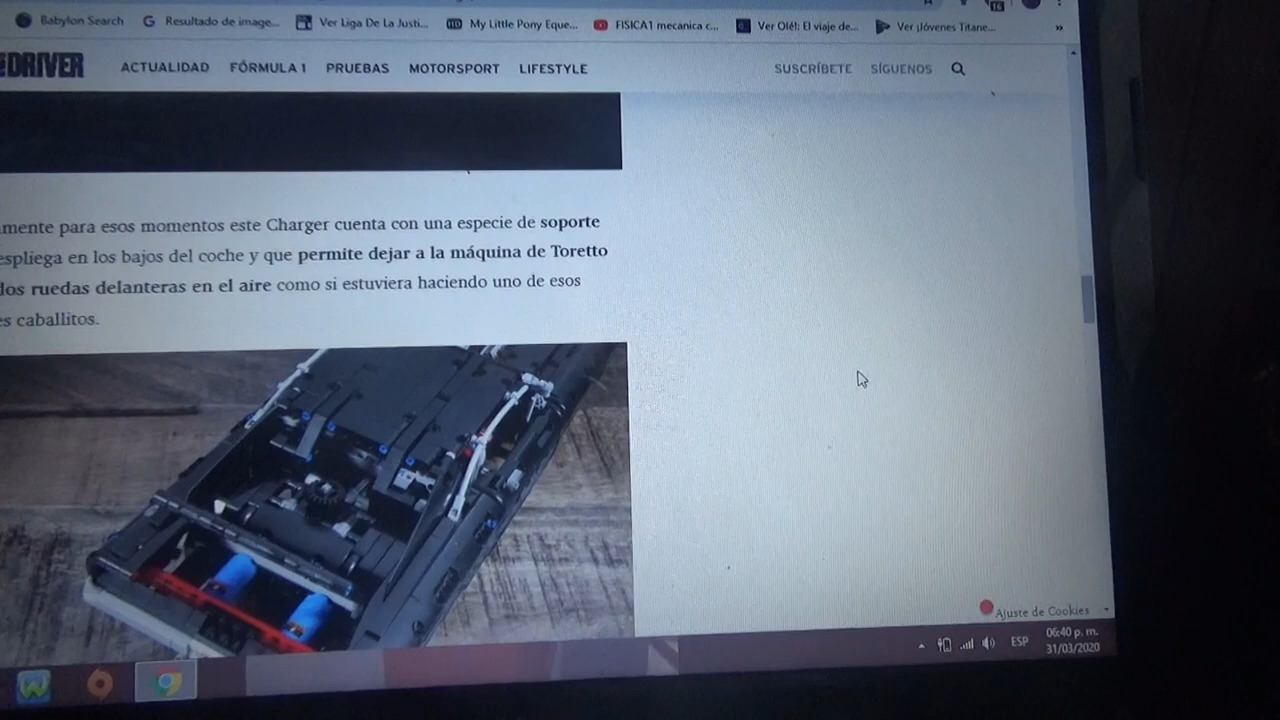 Babylon Search
Resultado de image...
Ver Liga De La Justi...
My Little Pony Eque...
FISICA1 mecanica c...
Ver Olé!: El viaje de...
Ver ¡Jóvenes Titane...
»
DRIVER
ACTUALIDAD
FÓRMULA 1
PRUEBAS
MOTORSPORT
LIFESTYLE
SUSCRÍBETE
SÍGUENOS
mente para esos momentos este Charger cuenta con una especie de soporte
espliega en los bajos del coche y que permite dejar a la máquina de Toretto
dos ruedas delanteras en el aire como si estuviera haciendo uno de esos
es caballitos.
Ajuste de Cookies
ESP
06:40 p. m.
31/03/2020